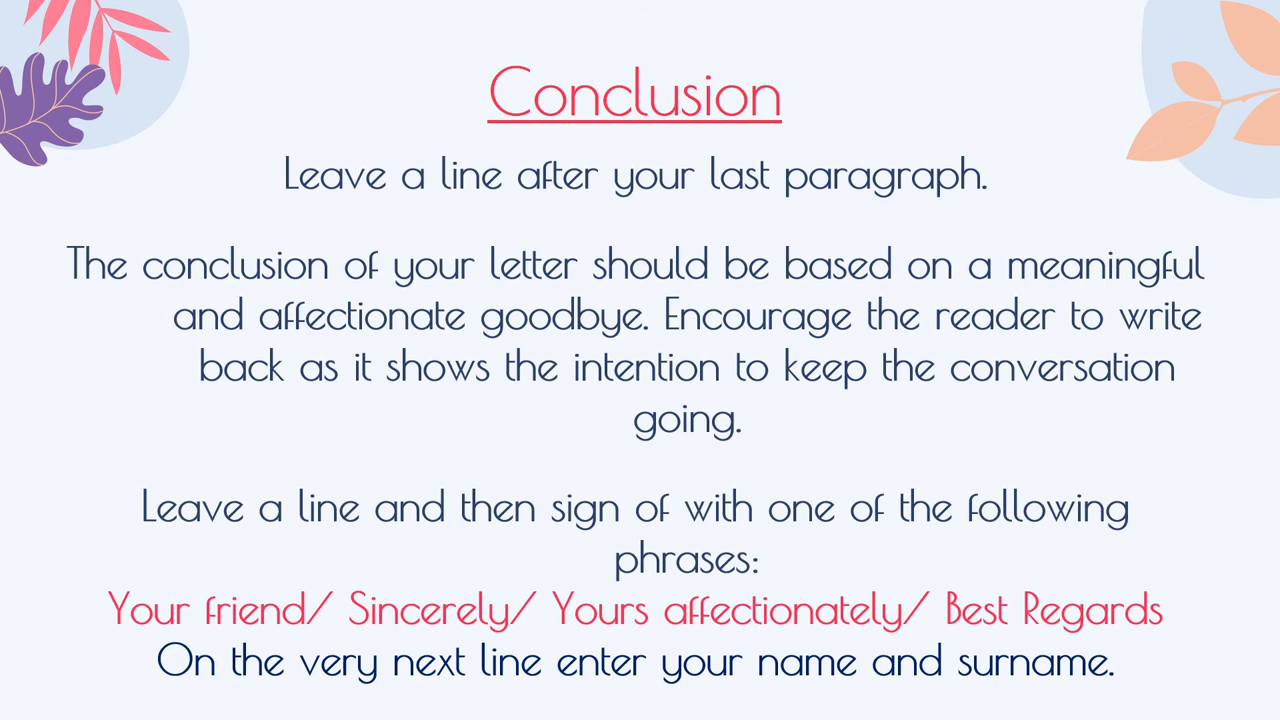 Conclusion
Leave a line after your last paragraph.
The conclusion of your letter should be based on a meaningful
and affectionate goodbye. Encourage the reader to write
back as it shows the intention to keep the conversation
going.
Leave a line and then sign of with one of the following
phrases:
Your friend/ Sincerely/ Yours affectionately/ Best Regards
On the very next line enter your name and surname.